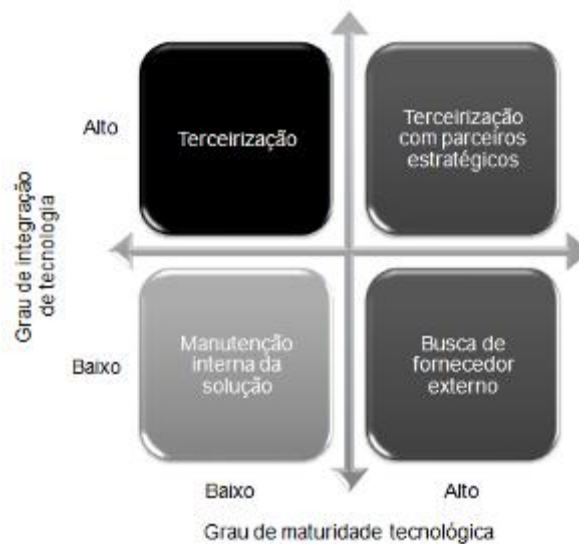 Alto
Terceirização
Terceirização
com parceiros
estratégicos
Grau de integração
de tecnologia
Baixo
Manutenção
interna da
solução
Busca de
fornecedor
externo
Baixo
Alto
Grau de maturidade tecnológica